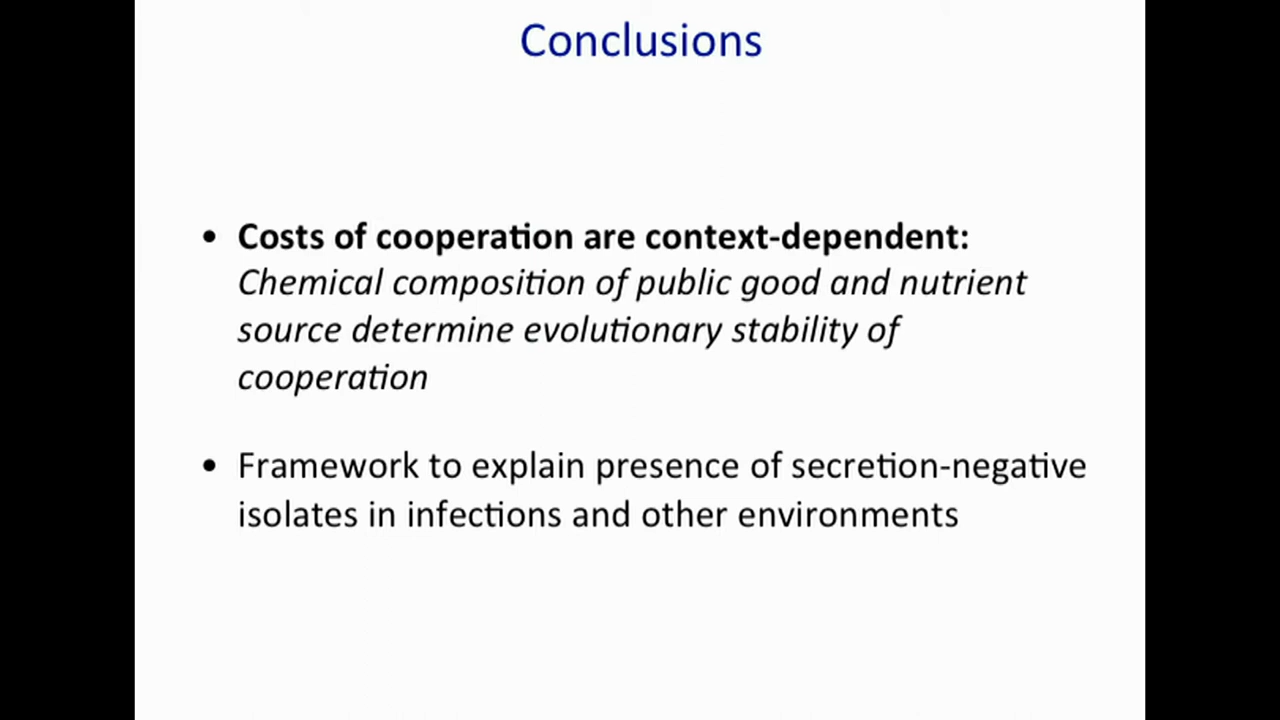 Conclusions
• Costs of cooperation are context-dependent:
Chemical composition of public good and nutrient
source determine evolutionary stability of
cooperation
• Framework to explain presence of secretion-negative
isolates in infections and other environments